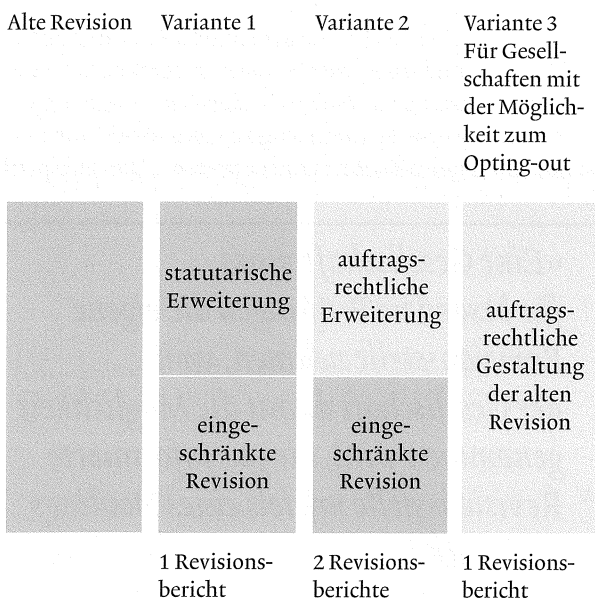 Alte Revision
Variante 1
Variante 2
Variante 3
Für Gesell-
schaften mit
der Möglich-
keit zum
Opting-out
statutarische
Erweiterung
einge-
schränkte
Revision
auftrags-
rechtliche
Erweiterung
einge-
schränkte
Revision
auftrags-
rechtliche
Gestaltung
der alten
Revision
1 Revisions-
bericht
2 Revisions-
berichte
1 Revisions-
bericht